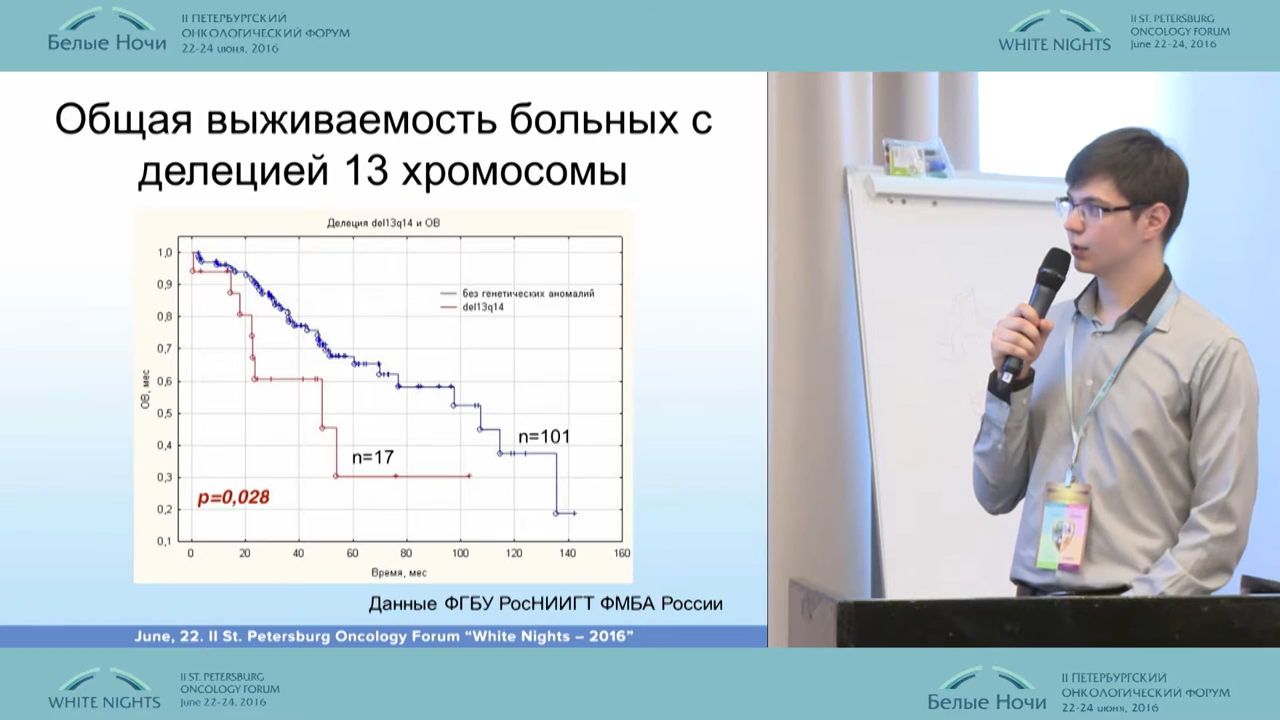 Белые Ночи
II ПЕТЕРБУРГСКИЙ
ОНКОЛОГИЧЕСКИЙ ФОРУМ
22-24 июня, 2016
WHITE NIGHTS
II ST. PETERSBURG
ONCOLOGY FORUM
June 22-24, 2016
Общая выживаемость больных с
делецией 13 хромосомы
Делеция del13q14 и ОВ
1,0
0,9
0,8
0,7
0,6
0,5
0,4
0,3
0,2
0,1
ОВ, мес
без генетических аномалий
del13q14
n=101
n=17
p=0,028
0 20 40 60 80 100 120 140 160
Время, мес
Данные ФГБУ РосНИИГТ ФМБА России
June, 22. II St. Petersburg Oncology Forum “White Nights – 2016”
WHITE NIGHTS
II ST. PETERSBURG
ONCOLOGY FORUM
June 22-24, 2016
Белые Ночи
II ПЕТЕРБУРГСКИЙ
ОНКОЛОГИЧЕСКИЙ ФОРУМ
22-24 июня, 2016